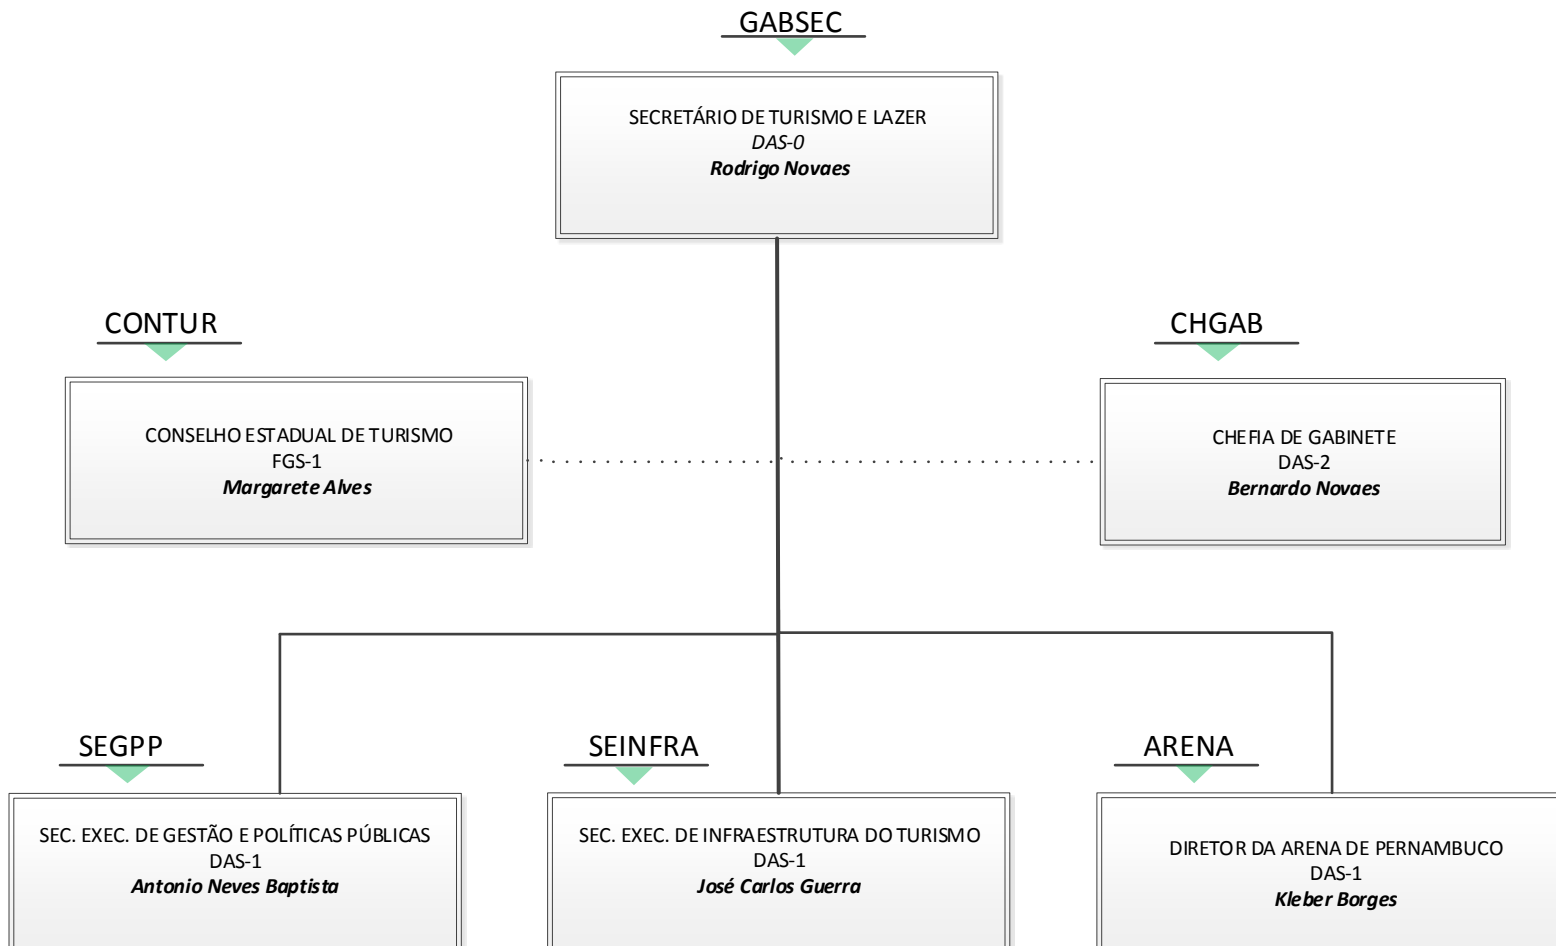 GABSEC
SECRETÁRIO DE TURISMO E LAZER
DAS-0
Rodrigo Novaes
CONTUR
CONSELHO ESTADUAL DE TURISMO
FGS-1
Margarete Alves
CHGAB
CHEFIA DE GABINETE
DAS-2
Bernardo Novaes
SEGPP
SEC. EXEC. DE GESTÃO E POLÍTICAS PÚBLICAS
DAS-1
Antonio Neves Baptista
SEINFRA
SEC. EXEC. DE INFRAESTRUTURA DO TURISMO
DAS-1
José Carlos Guerra
ARENA
DIRETOR DA ARENA DE PERNAMBUCO
DAS-1
Kleber Borges